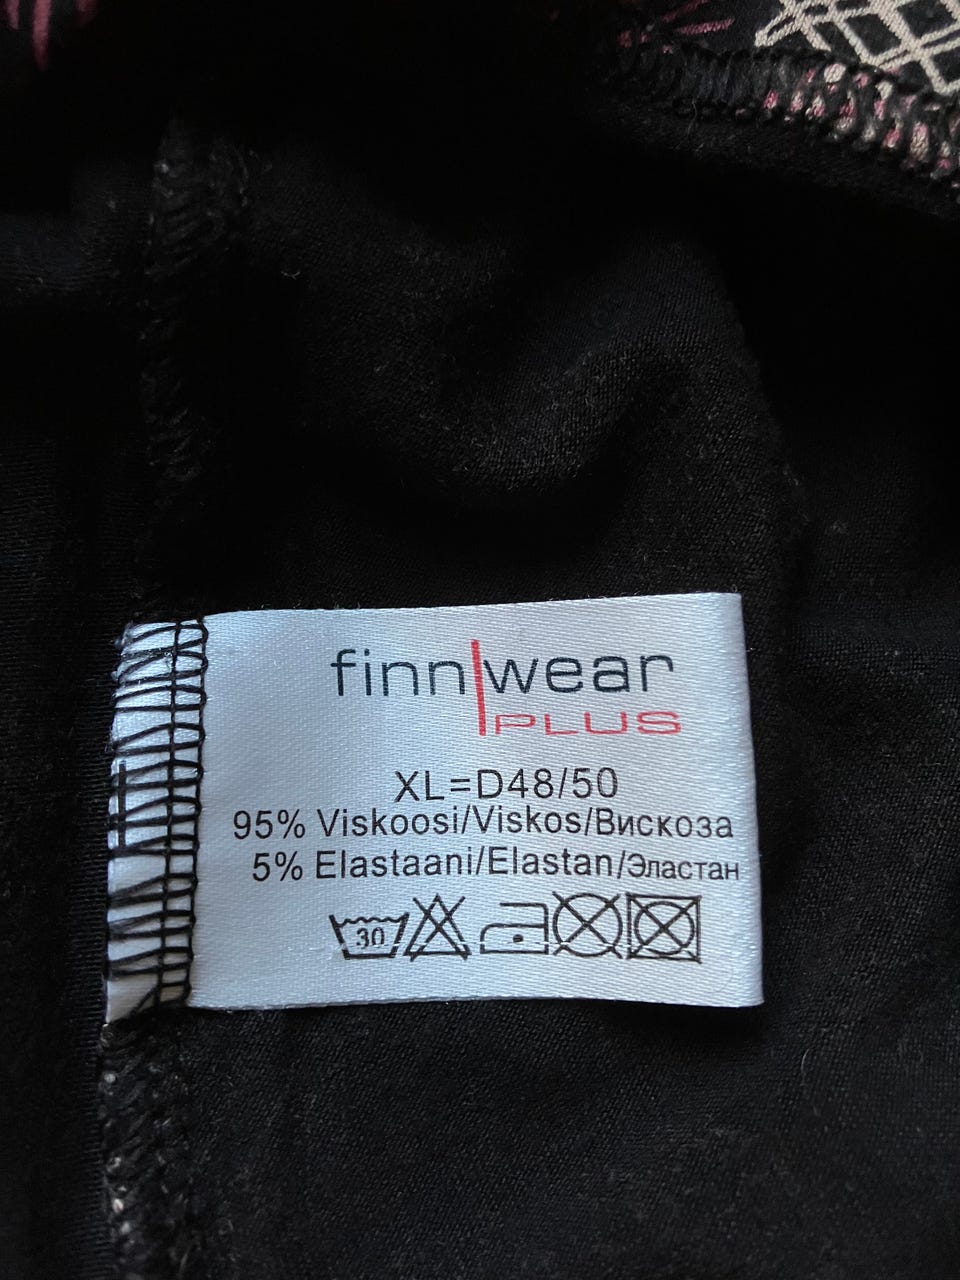 finn|wear
PLUS
XL=D48/50
95% Viskoosi/Viskos/Вискоза
5% Elastaani/Elastan/Эластан
30